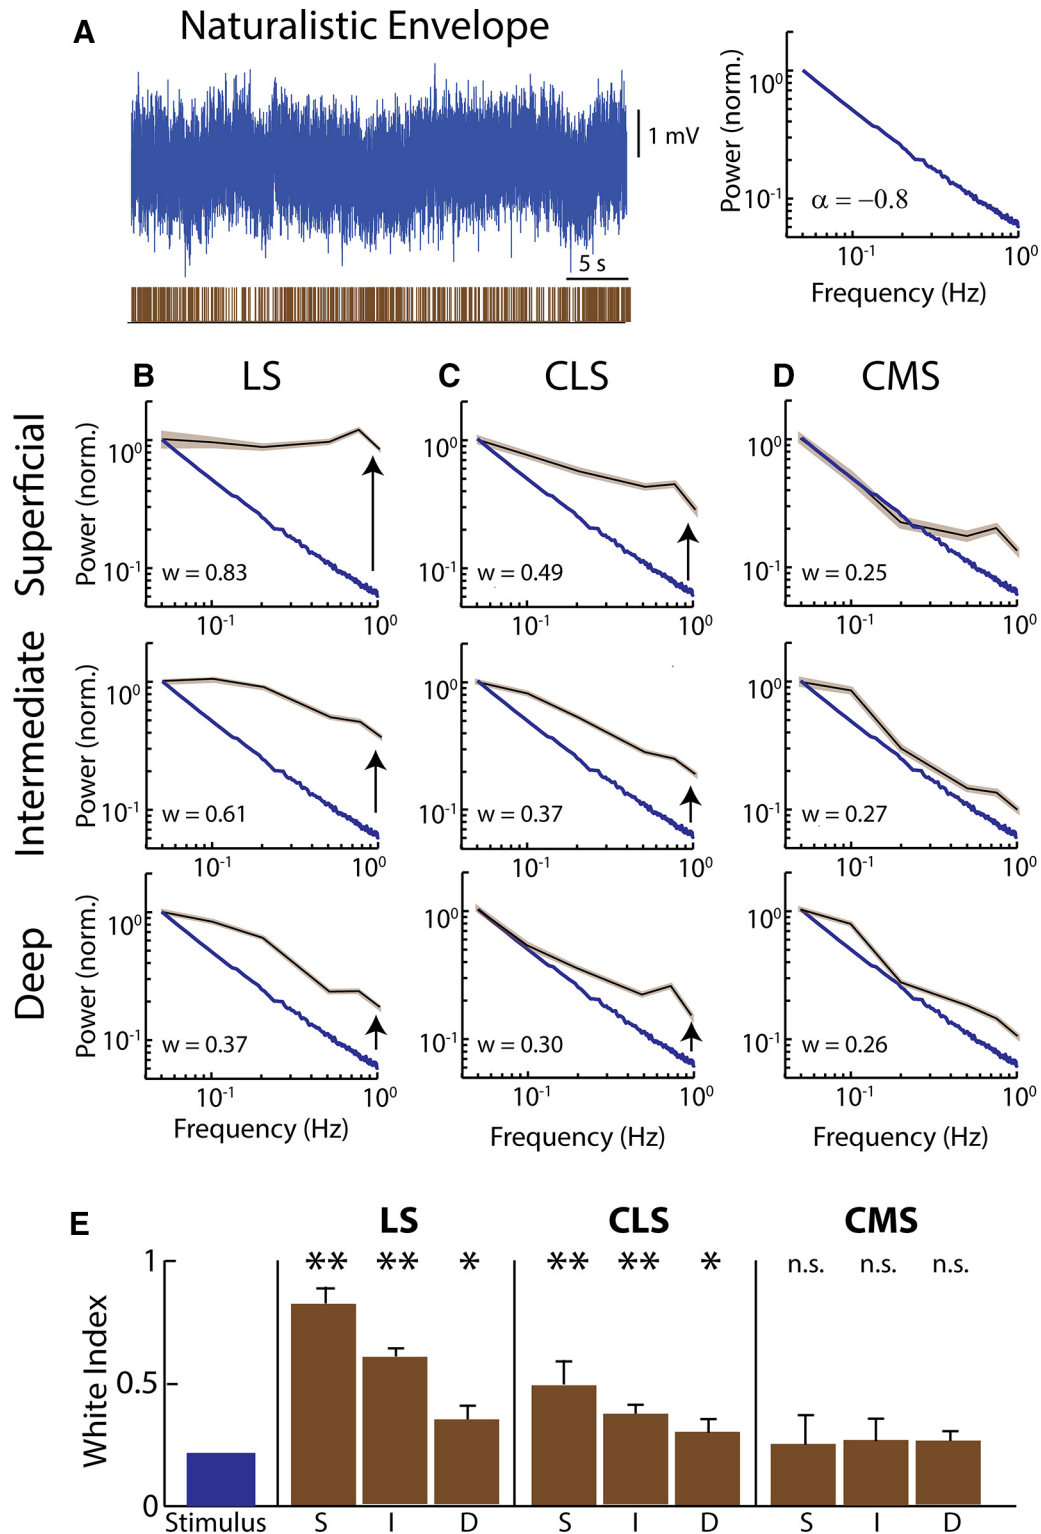 A Naturalistic Envelope
1 mV
5 s
Power (norm.)
10⁰
10⁻¹
α = −0.8
10⁻¹ 10⁰
Frequency (Hz)
B LS C CLS D CMS
Superficial
Power (norm.)
10⁰ 10⁰ 10⁰
10⁻¹ 10⁻¹ 10⁻¹
w = 0.83 w = 0.49 w = 0.25
10⁻¹ 10⁰ 10⁻¹ 10⁰ 10⁻¹ 10⁰
Intermediate
Power (norm.)
10⁰ 10⁰ 10⁰
10⁻¹ 10⁻¹ 10⁻¹
w = 0.61 w = 0.37 w = 0.27
10⁻¹ 10⁰ 10⁻¹ 10⁰ 10⁻¹ 10⁰
Deep
Power (norm.)
10⁰ 10⁰ 10⁰
10⁻¹ 10⁻¹ 10⁻¹
w = 0.37 w = 0.30 w = 0.26
10⁻¹ 10⁰ 10⁻¹ 10⁰ 10⁻¹ 10⁰
Frequency (Hz) Frequency (Hz) Frequency (Hz)
E LS CLS CMS
White Index
1 ** ** * ** ** * n.s. n.s. n.s.
0.5
0
Stimulus S I D S I D S I D